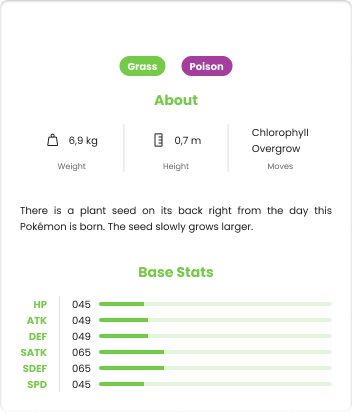 Grass Poison
About
6,9 kg 0,7 m Chlorophyll
Overgrow
Weight Height Moves
There is a plant seed on its back right from the day this
Pokémon is born. The seed slowly grows larger.
Base Stats
HP 045
ATK 049
DEF 049
SATK 065
SDEF 065
SPD 045